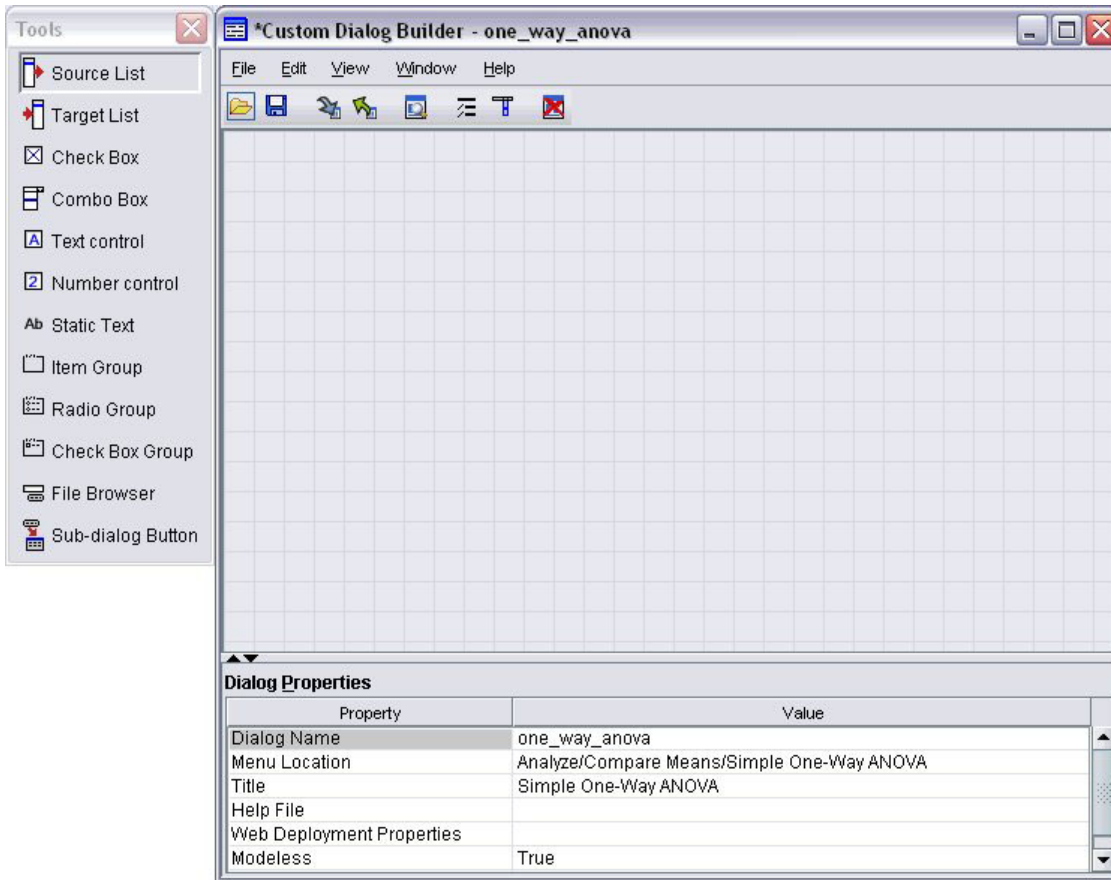 Tools
Source List
Target List
Check Box
Combo Box
A Text control
2 Number control
Ab Static Text
Item Group
Radio Group
Check Box Group
File Browser
Sub-dialog Button
*Custom Dialog Builder - one_way_anova
File Edit View Window Help
Dialog Properties
Property Value
Dialog Name one_way_anova
Menu Location Analyze/Compare Means/Simple One-Way ANOVA
Title Simple One-Way ANOVA
Help File
Web Deployment Properties
Modeless True